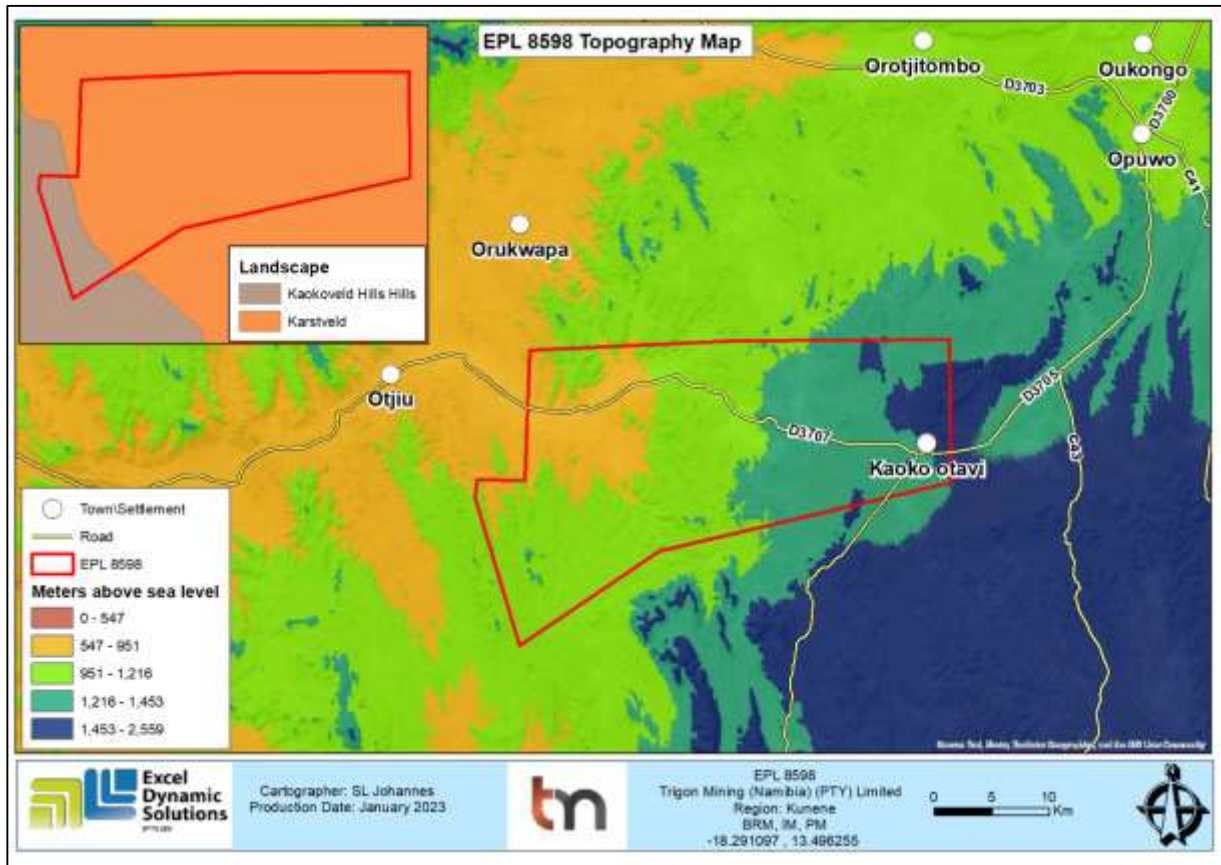 EPL 8598 Topography Map
Orotjitombo
Oukongo
D3703
D3700
Opuwo
C41
Orukwapa
Landscape
Kaokoveld Hills Hills
Karstveld
Otjiu
D3705
D3707
Kaoko otavi
C43
Town\Settlement
Road
EPL 8598
Meters above sea level
0 - 547
547 - 951
951 - 1,216
1,216 - 1,453
1,453 - 2,559
Excel
Dynamic
Solutions
Cartographer: SL Johannes
Production Date: January 2023
tn
EPL 8598
Trigon Mining (Namibia) (PTY) Limited
Region: Kunene
BRM, IM, PM
-18.291097 , 13.496255
0 5 10
Km